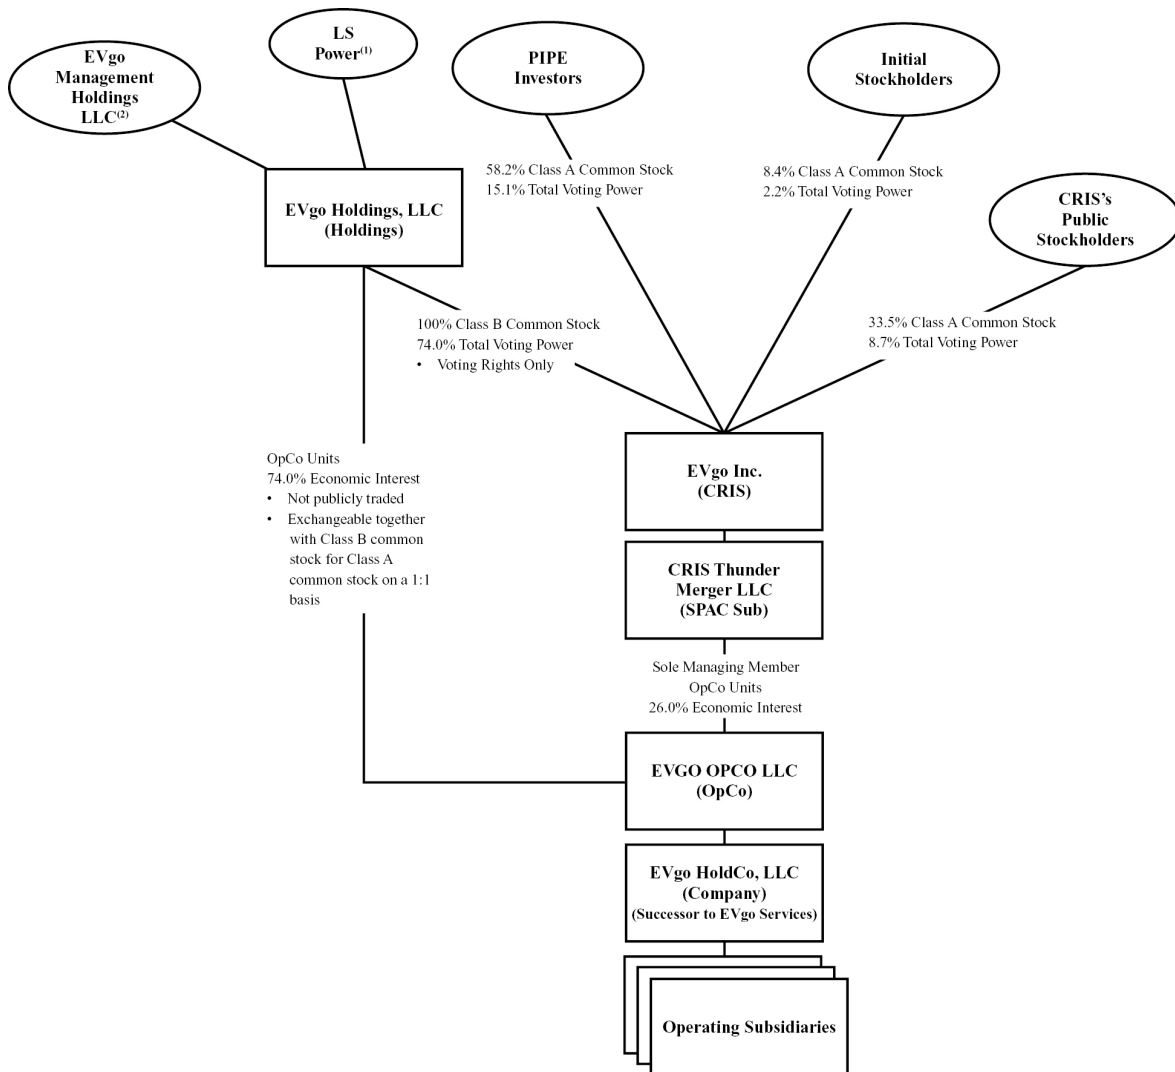 EVgo
Management
Holdings
LLC(2)
LS
Power(1)
PIPE
Investors
Initial
Stockholders
CRIS's
Public
Stockholders
EVgo Holdings, LLC
(Holdings)
58.2% Class A Common Stock
15.1% Total Voting Power
8.4% Class A Common Stock
2.2% Total Voting Power
33.5% Class A Common Stock
8.7% Total Voting Power
100% Class B Common Stock
74.0% Total Voting Power
• Voting Rights Only
OpCo Units
74.0% Economic Interest
• Not publicly traded
• Exchangeable together
with Class B common
stock for Class A
common stock on a 1:1
basis
EVgo Inc.
(CRIS)
CRIS Thunder
Merger LLC
(SPAC Sub)
Sole Managing Member
OpCo Units
26.0% Economic Interest
EVGO OPCO LLC
(OpCo)
EVgo HoldCo, LLC
(Company)
(Successor to EVgo Services)
Operating Subsidiaries